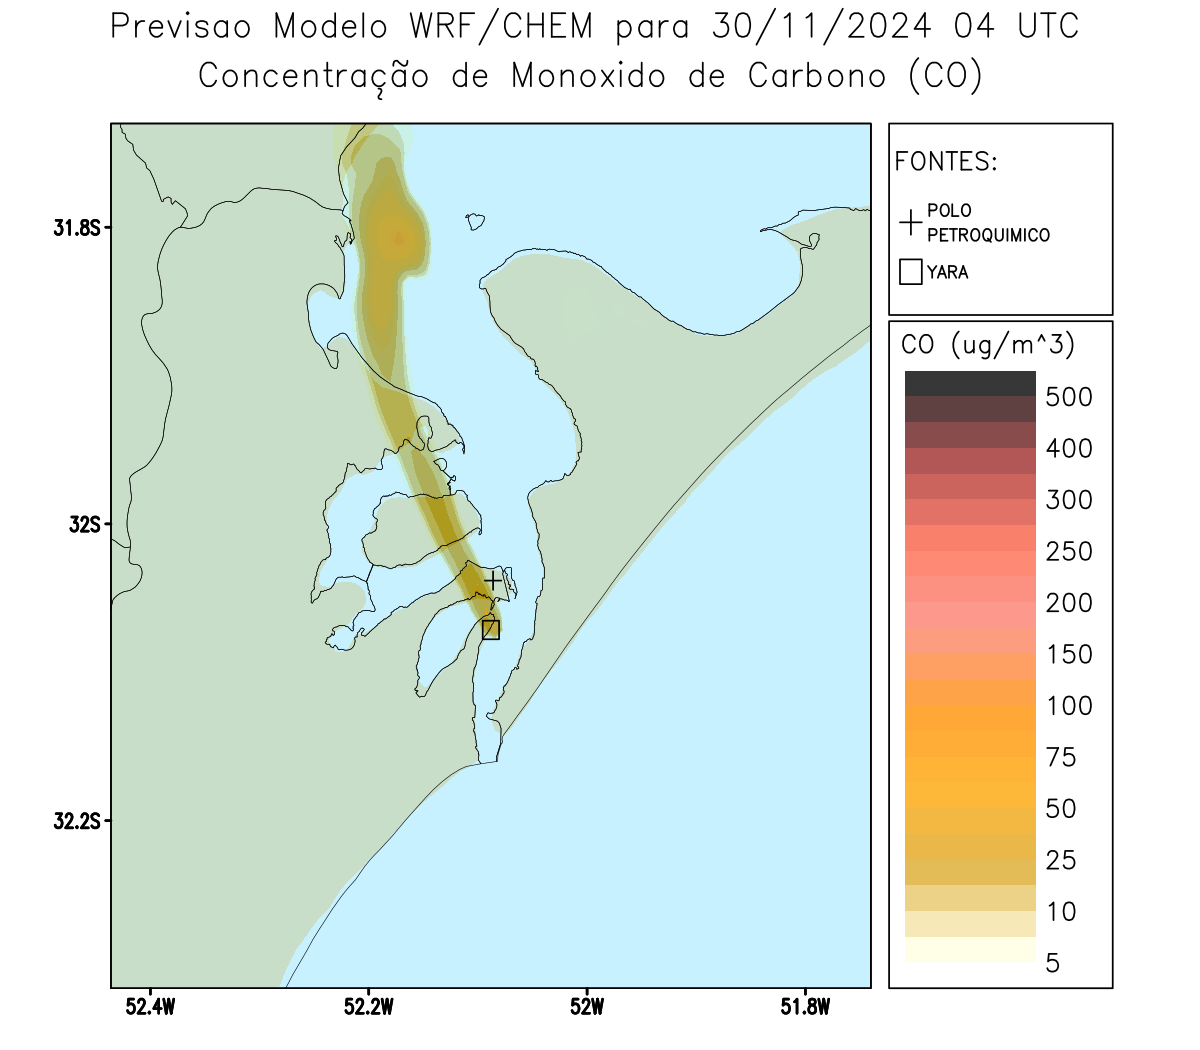 Previsao Modelo WRF/CHEM para 30/11/2024 04 UTC
Concentração de Monoxido de Carbono (CO)
FONTES:
POLO
PETROQUIMICO
YARA
CO (ug/m^3)
500
400
300
250
200
150
100
75
50
25
10
5
31.8S
32S
32.2S
52.4W
52.2W
52W
51.8W